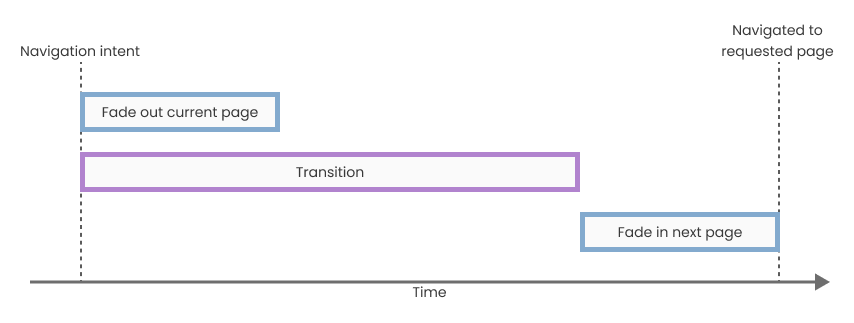 Navigated to
requested page
Navigation intent
Fade out current page
Transition
Fade in next page
Time